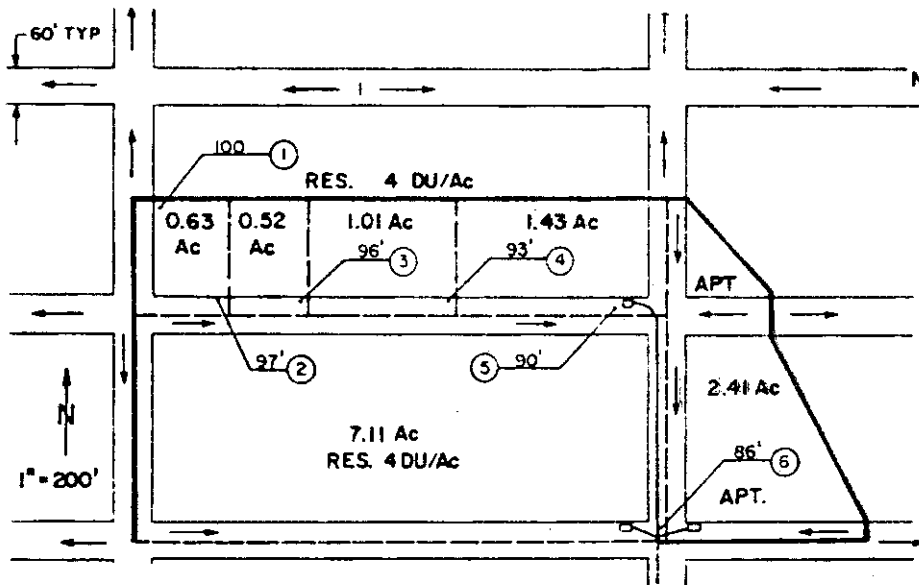 60' TYP
N
1
100 1
RES. 4 DU/Ac
0.63 Ac
0.52 Ac
1.01 Ac
1.43 Ac
96' 3
93' 4
APT
97' 2
5 90'
N
1" = 200'
7.11 Ac
RES. 4 DU/Ac
2.41 Ac
86' 6
APT.